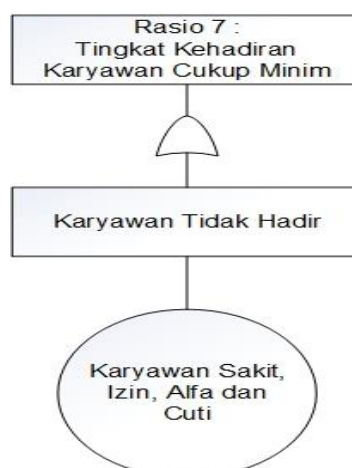 Rasio 7 :
Tingkat Kehadiran
Karyawan Cukup Minim
Karyawan Tidak Hadir
Karyawan Sakit,
Izin, Alfa dan
Cuti